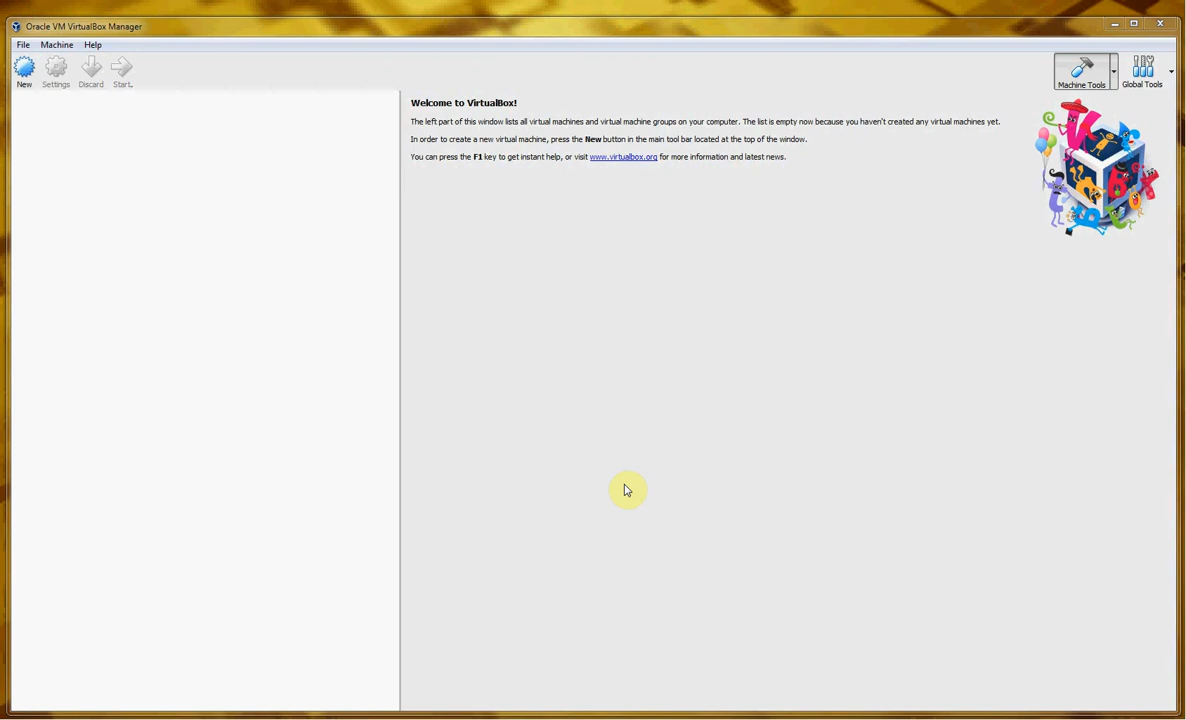 Oracle VM VirtualBox Manager
File Machine Help
New Settings Discard Start.
Machine Tools Global Tools
Welcome to VirtualBox!
The left part of this window lists all virtual machines and virtual machine groups on your computer. The list is empty now because you haven't created any virtual machines yet.
In order to create a new virtual machine, press the New button in the main tool bar located at the top of the window.
You can press the F1 key to get instant help, or visit www.virtualbox.org for more information and latest news.